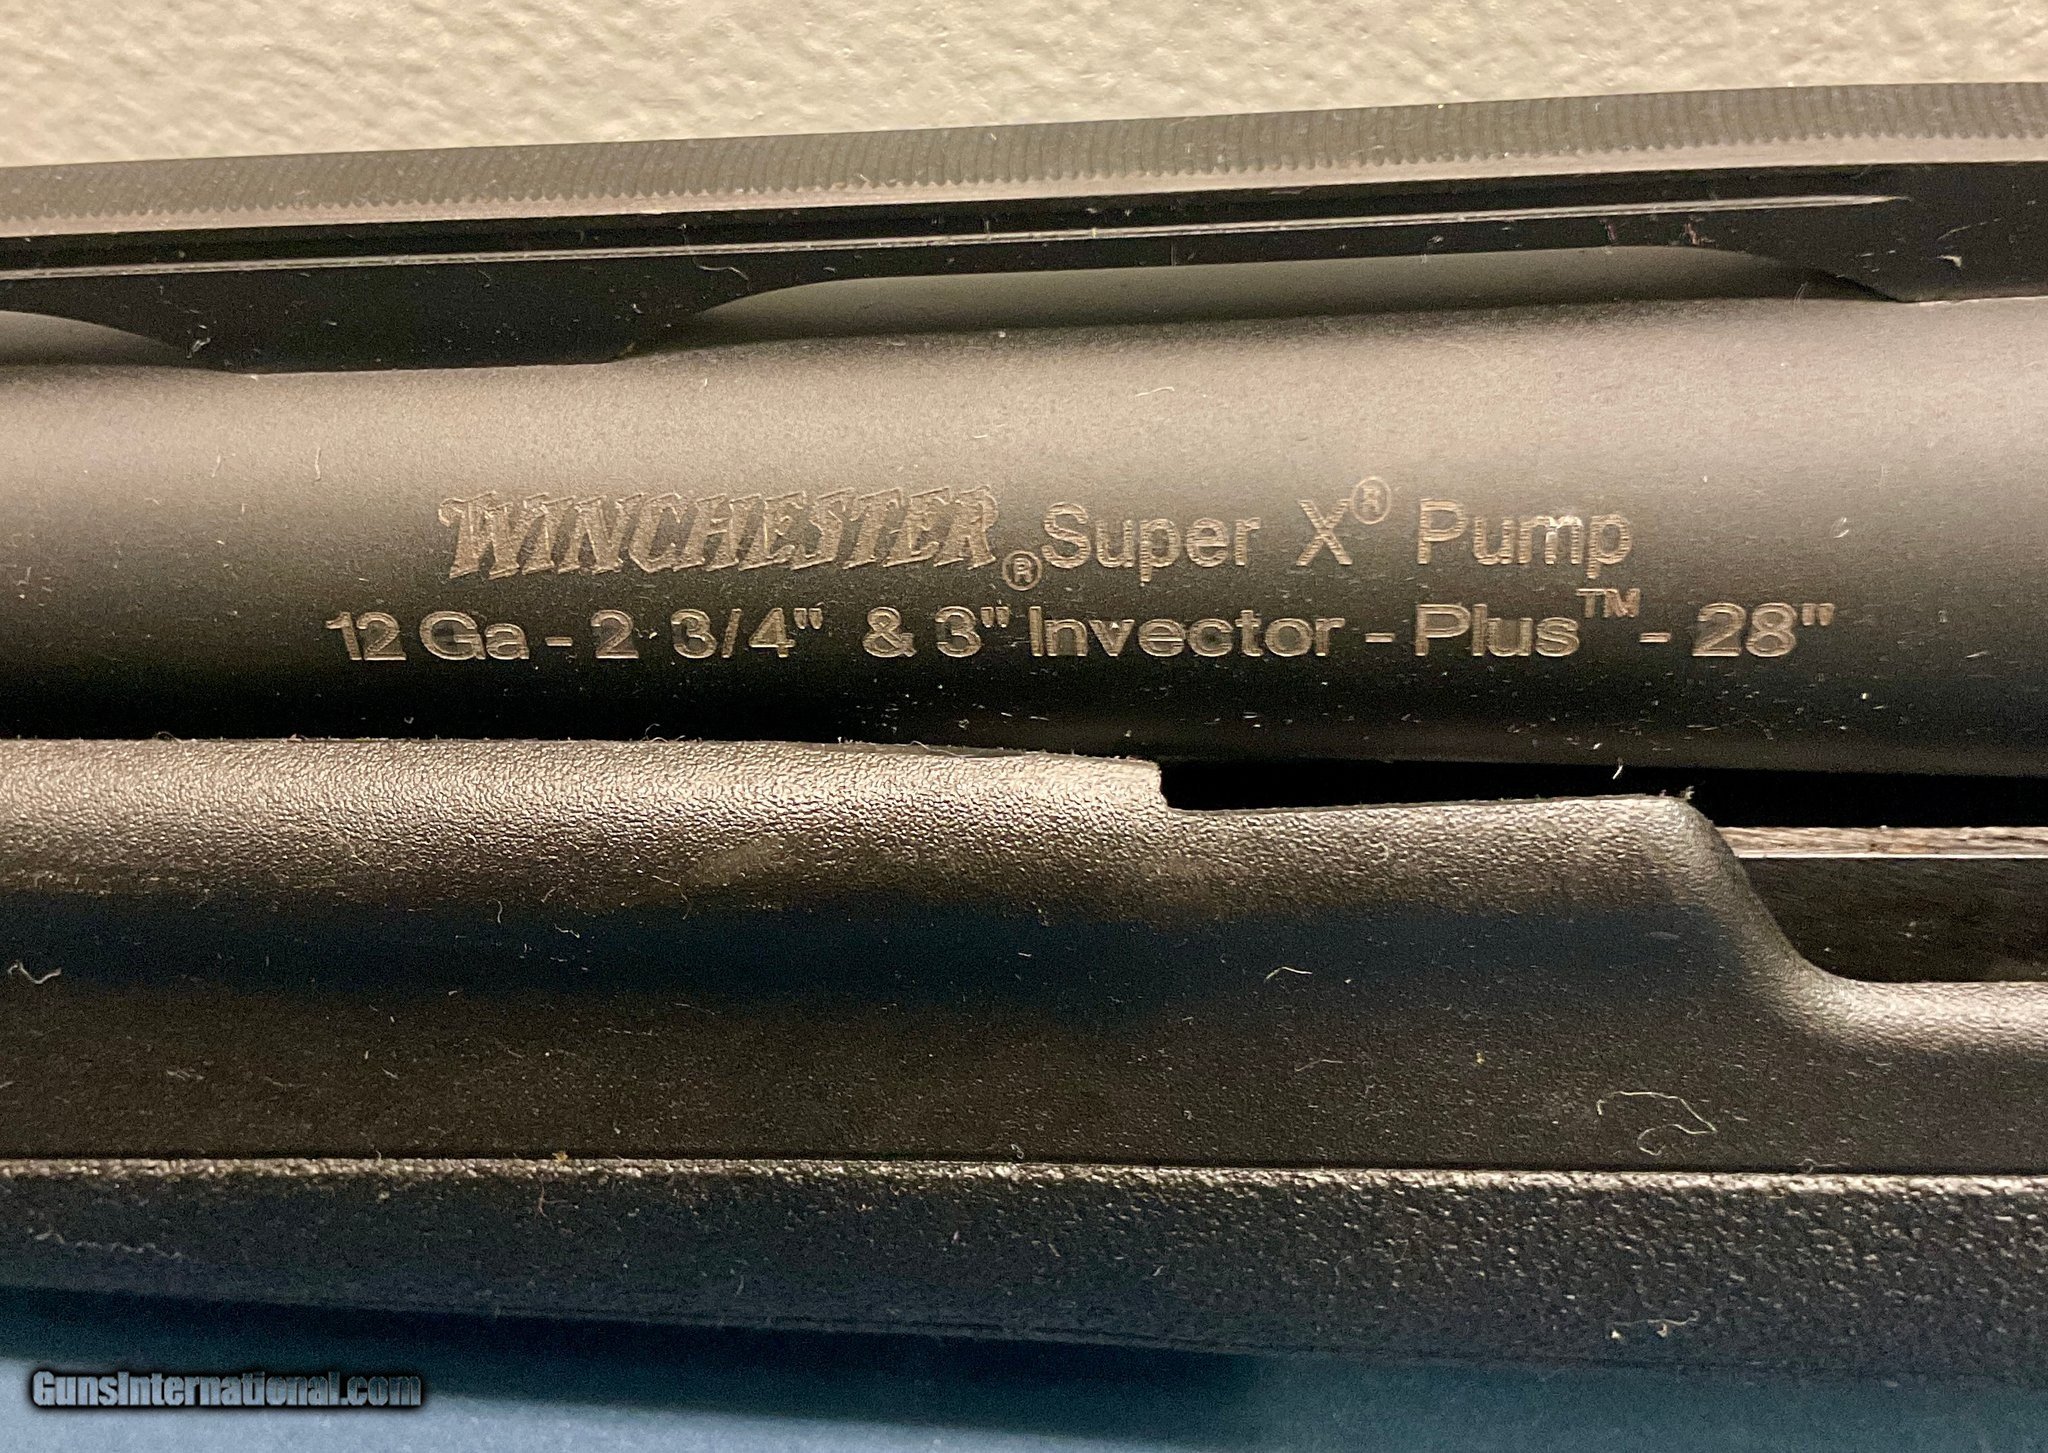 WINCHESTER® Super X® Pump
12 Ga - 2 3/4" & 3" Invector - Plus™ - 28"
GunsInternational.com